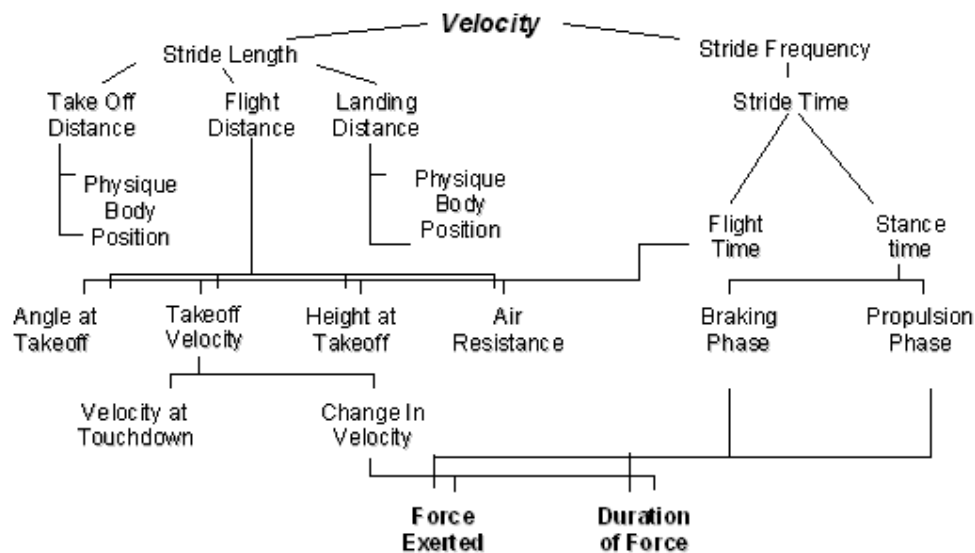 Velocity
Stride Length
Stride Frequency
Take Off
Distance
Flight
Distance
Landing
Distance
Stride Time
Physique
Body
Position
Physique
Body
Position
Flight
Time
Stance
time
Angle at
Takeoff
Takeoff
Velocity
Height at
Takeoff
Air
Resistance
Braking
Phase
Propulsion
Phase
Velocity at
Touchdown
Change In
Velocity
Force
Exerted
Duration
of Force